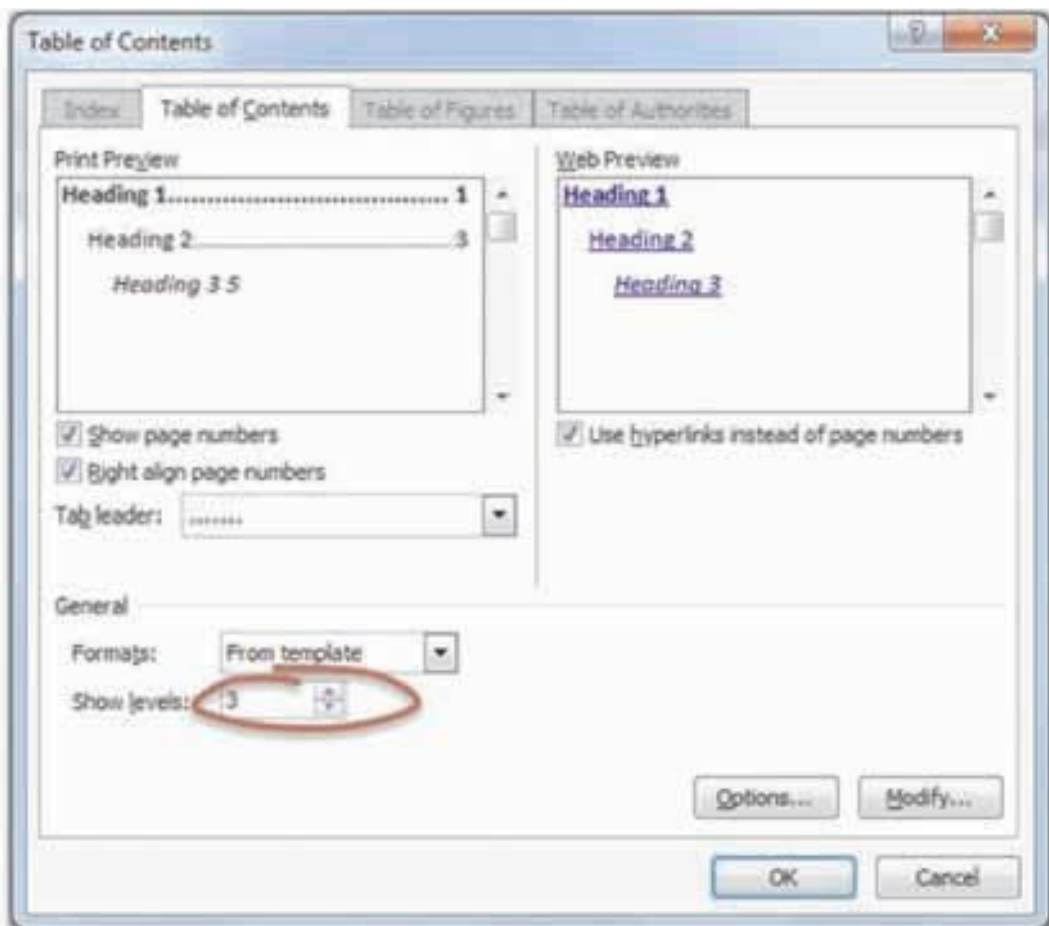 Table of Contents
Index Table of Contents Table of Figures Table of Authorities
Print Preview
Heading 1.................................... 1
Heading 2.................................... 3
Heading 3 5
Show page numbers
Right align page numbers
Tab leader: .......
Web Preview
Heading 1
Heading 2
Heading 3
Use hyperlinks instead of page numbers
General
Formats: From template
Show levels: 3
Options... Modify...
OK Cancel